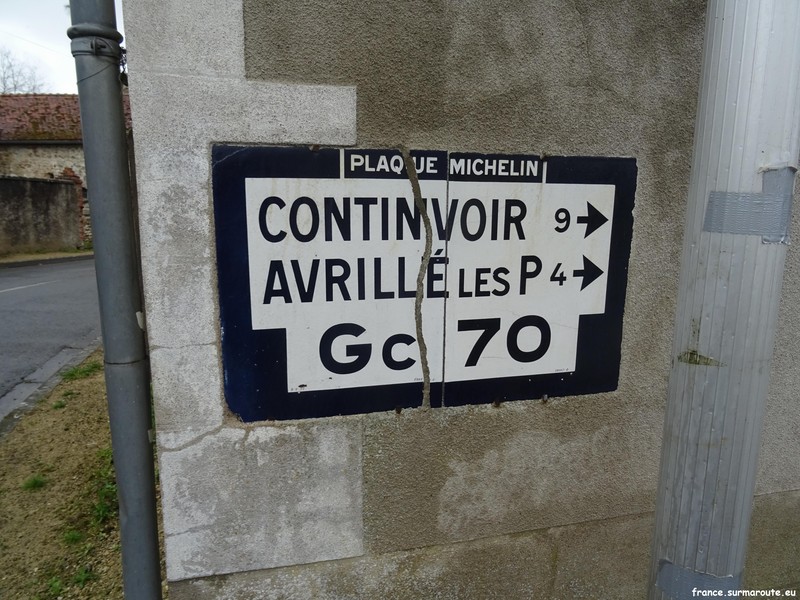 PLAQUE MICHELIN
CONTINVOIR 9
AVRILLÉ LES P 4
Gc 70
france.surmaroute.eu